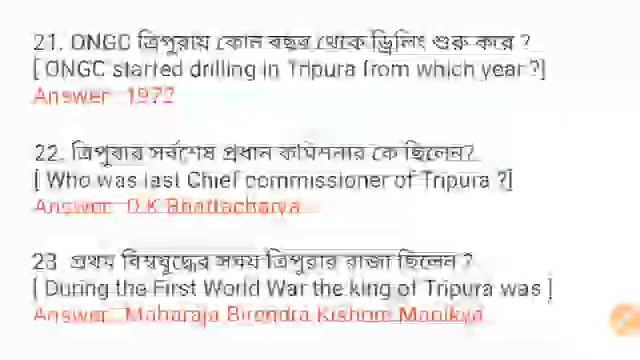 21. ONGC ত্রিপুরায় কোন বছর থেকে ড্রিলিং শুরু করে ?
[ ONGC started drilling in Tripura from which year ?]
Answer: 1972
22. ত্রিপুরার সর্বশেষ প্রধান কমিশনার কে ছিলেন?
[ Who was last Chief commissioner of Tripura ?]
Answer: D.K Bhattacharya
23 প্রথম বিশ্বযুদ্ধের সময় ত্রিপুরার রাজা ছিলেন ?
[ During the First World War the king of Tripura was ]
Answer: Maharaja Birendra Kishore Manikya